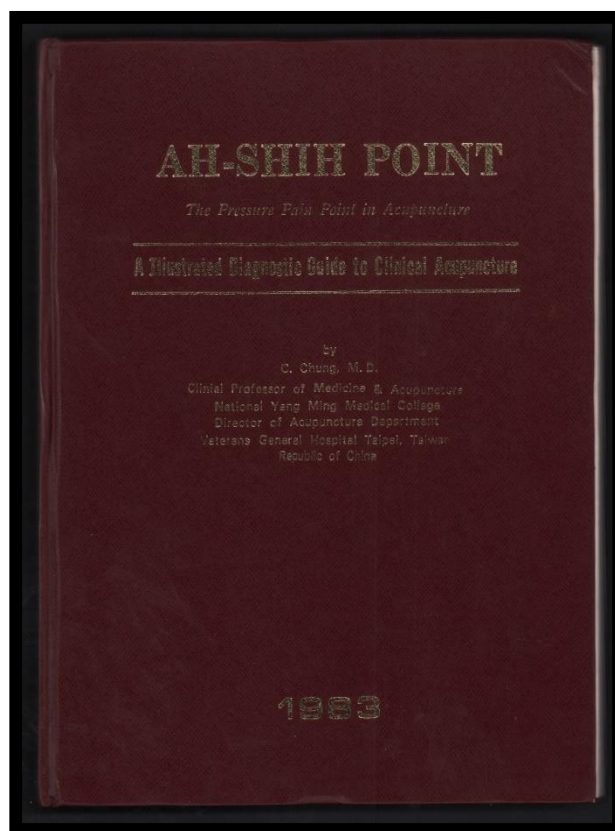 AH-SHIH POINT
The Pressure Pain Point in Acupuncture
A Illustrated Diagnostic Guide to Clinical Acupuncture
by
C. Chung, M. D.
Clinial Professor of Medicine & Acupuncture
National Yang Ming Medical College
Director of Acupuncture Department
Veterans General Hospital Taipei, Taiwan
Republic of China
1983